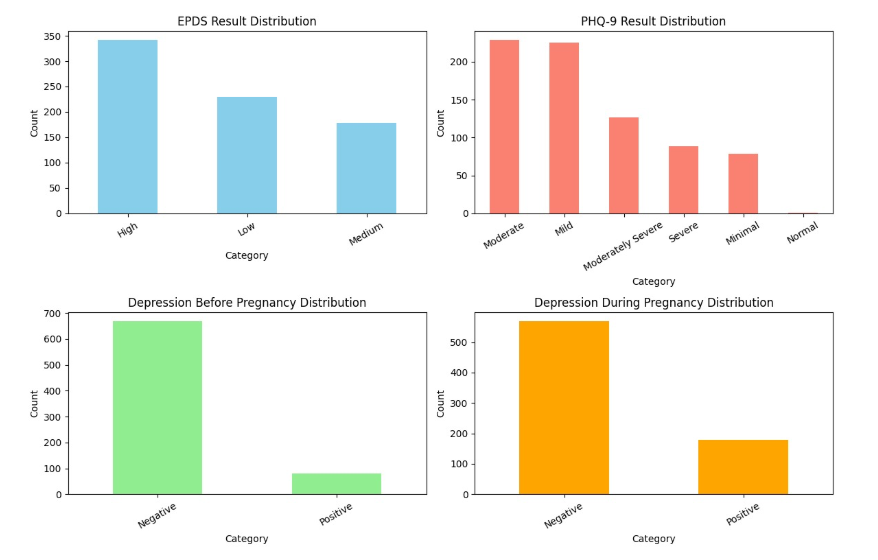 EPDS Result Distribution
350
300
250
200
150
100
50
0
Count
High
Low
Medium
Category
PHQ-9 Result Distribution
200
150
100
50
0
Count
Moderate
Mild
Moderately Severe
Severe
Minimal
Normal
Category
Depression Before Pregnancy Distribution
700
600
500
400
300
200
100
0
Count
Negative
Positive
Category
Depression During Pregnancy Distribution
500
400
300
200
100
0
Count
Negative
Positive
Category